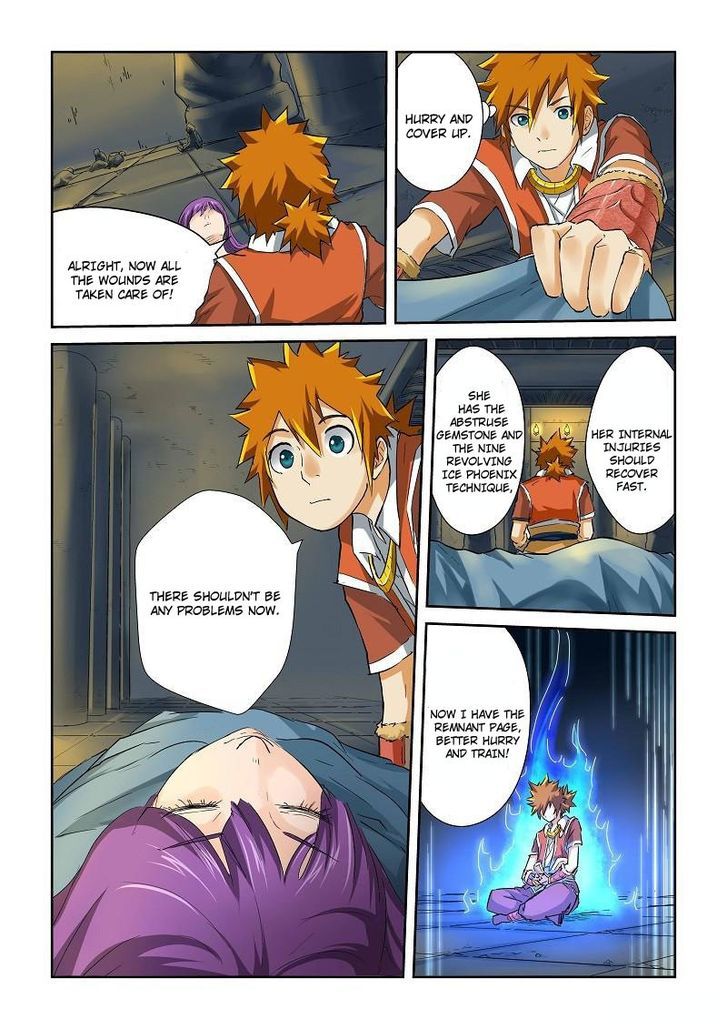 ALRIGHT, NOW ALL
THE WOUNDS ARE
TAKEN CARE OF!
HURRY AND
COVER UP.
THERE SHOULDN'T BE
ANY PROBLEMS NOW.
SHE
HAS THE
ABSTRUSE
GEMSTONE AND
THE NINE
REVOLVING
ICE PHOENIX
TECHNIQUE,
HER INTERNAL
INJURIES
SHOULD
RECOVER
FAST.
NOW I HAVE THE
REMNANT PAGE,
BETTER HURRY
AND TRAIN!